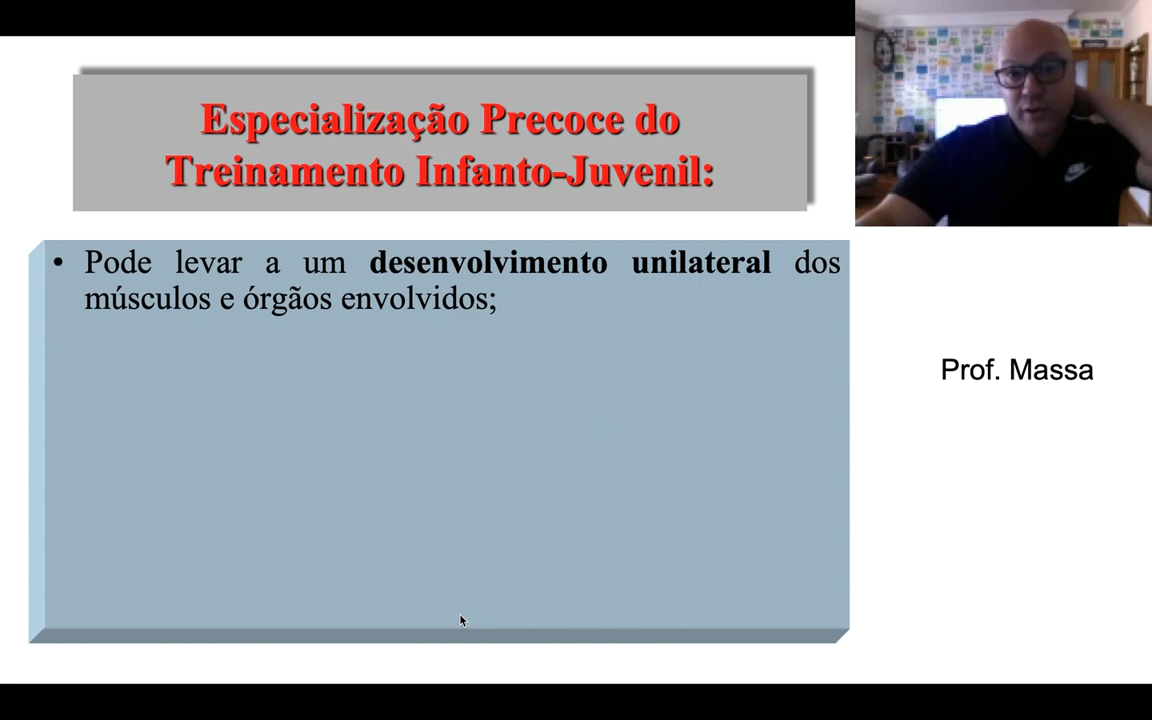 Especialização Precoce do
Treinamento Infanto-Juvenil:
• Pode levar a um desenvolvimento unilateral dos
músculos e órgãos envolvidos;
Prof. Massa